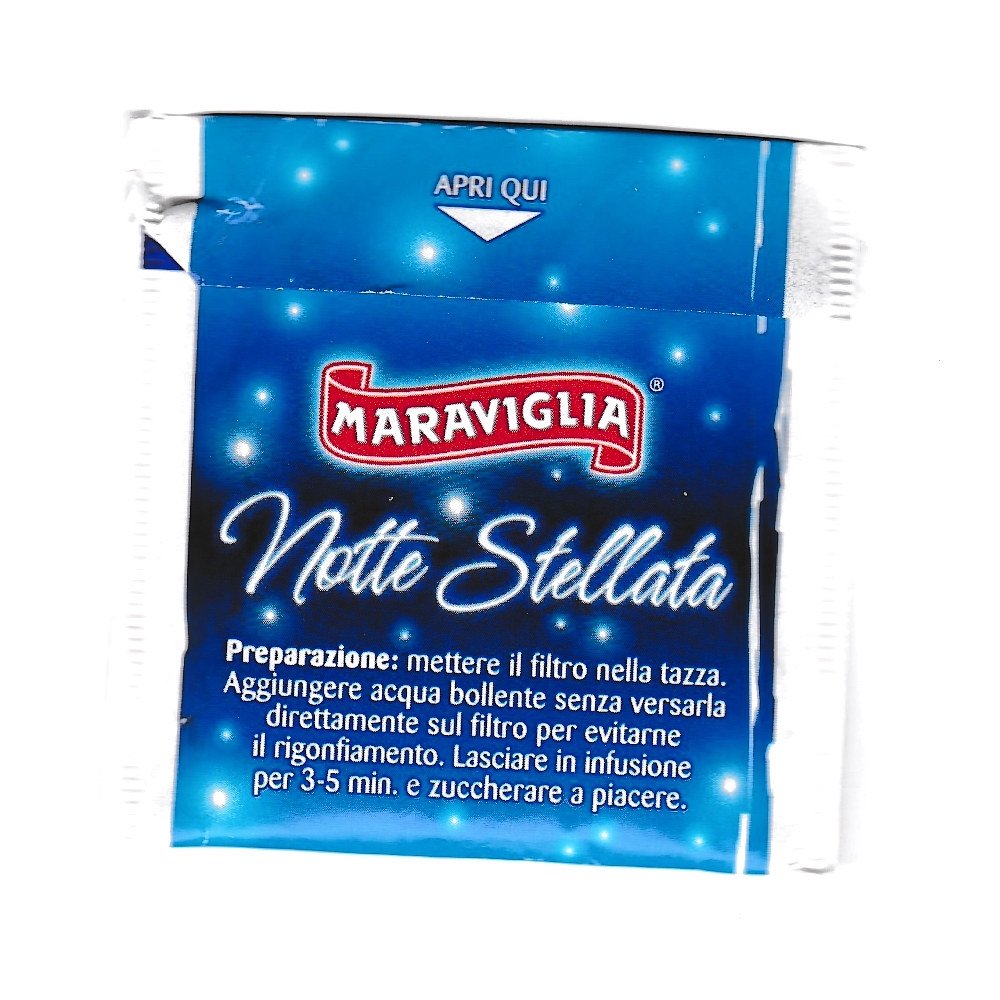 APRI QUI
MARAVIGLIA®
Notte Stellata
Preparazione: mettere il filtro nella tazza.
Aggiungere acqua bollente senza versarla
direttamente sul filtro per evitarne
il rigonfiamento. Lasciare in infusione
per 3-5 min. e zuccherare a piacere.